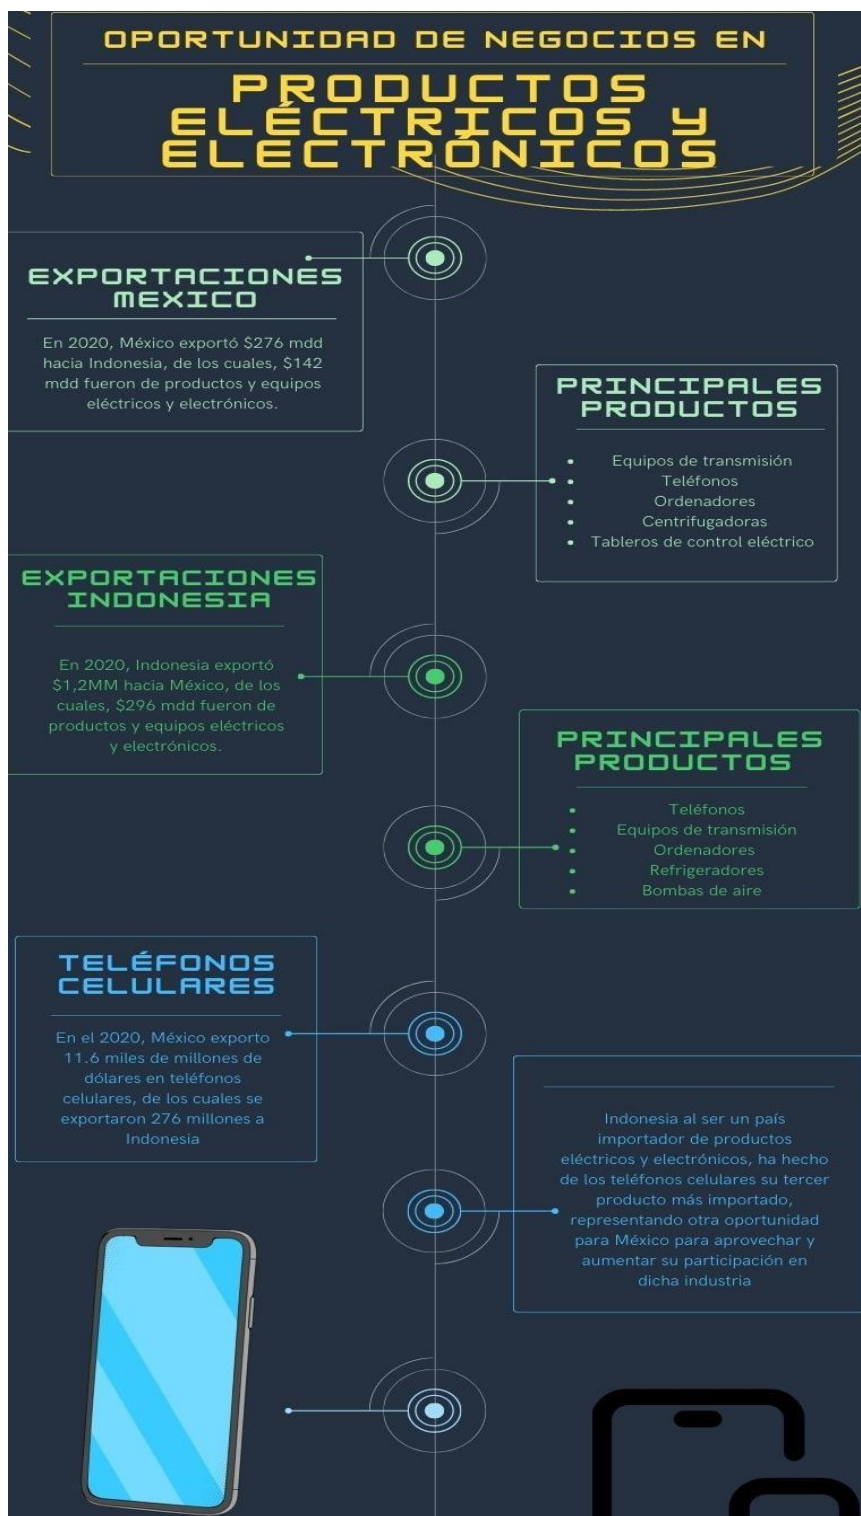 OPORTUNIDAD DE NEGOCIOS EN
PRODUCTOS
ELÉCTRICOS Y
ELECTRÓNICOS
EXPORTACIONES
MEXICO
En 2020, México exportó $276 mdd
hacia Indonesia, de los cuales, $142
mdd fueron de productos y equipos
eléctricos y electrónicos.
PRINCIPALES
PRODUCTOS
• Equipos de transmisión
• Teléfonos
• Ordenadores
• Centrifugadoras
• Tableros de control eléctrico
EXPORTACIONES
INDONESIA
En 2020, Indonesia exportó
$1,2MM hacia México, de los
cuales, $296 mdd fueron de
productos y equipos eléctricos
y electrónicos.
PRINCIPALES
PRODUCTOS
• Teléfonos
• Equipos de transmisión
• Ordenadores
• Refrigeradores
• Bombas de aire
TELÉFONOS
CELULARES
En el 2020, México exporto
11.6 miles de millones de
dólares en teléfonos
celulares, de los cuales se
exportaron 276 millones a
Indonesia
Indonesia al ser un país
importador de productos
eléctricos y electrónicos, ha hecho
de los teléfonos celulares su tercer
producto más importado,
representando otra oportunidad
para México para aprovechar y
aumentar su participación en
dicha industria